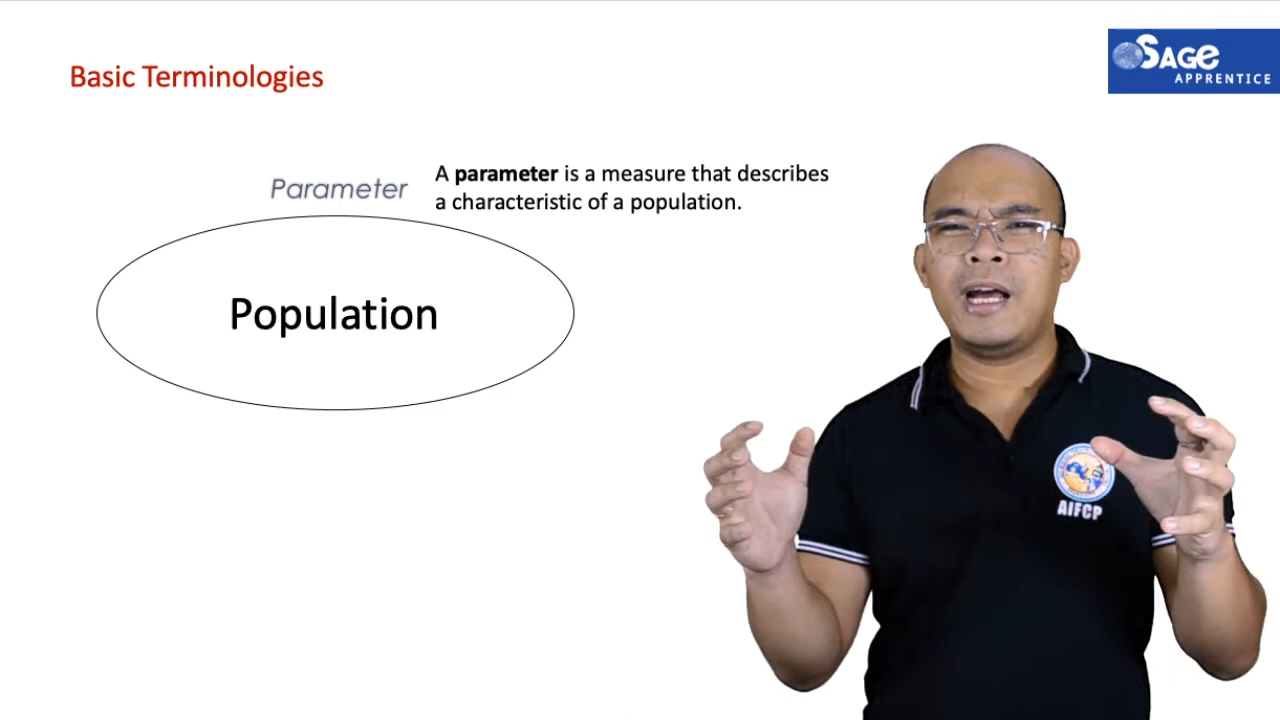 Basic Terminologies
SAGE
APPRENTICE
Parameter
A parameter is a measure that describes
a characteristic of a population.
Population
AIFCP